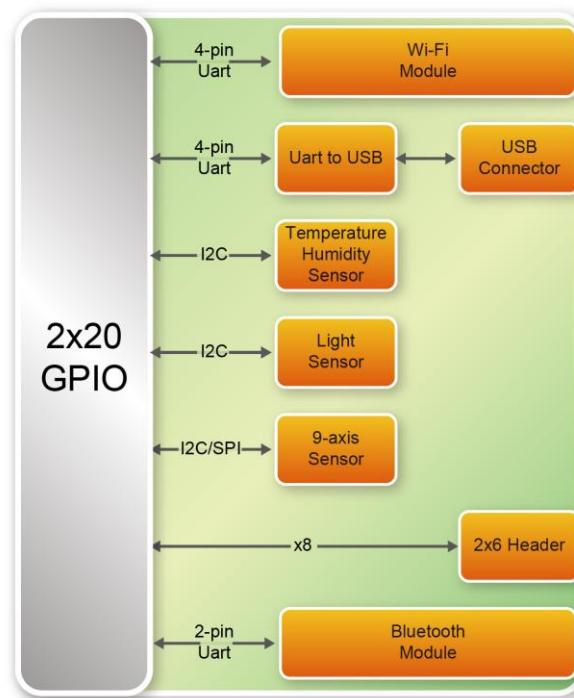 2x20
GPIO
4-pin
Uart
Wi-Fi
Module
4-pin
Uart
Uart to USB
USB
Connector
I2C
Temperature
Humidity
Sensor
I2C
Light
Sensor
I2C/SPI
9-axis
Sensor
x8
2x6 Header
2-pin
Uart
Bluetooth
Module